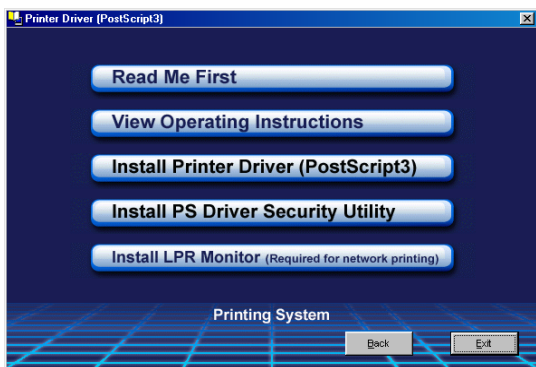 Printer Driver (PostScript3)
Read Me First
View Operating Instructions
Install Printer Driver (PostScript3)
Install PS Driver Security Utility
Install LPR Monitor (Required for network printing)
Printing System
Back
Exit